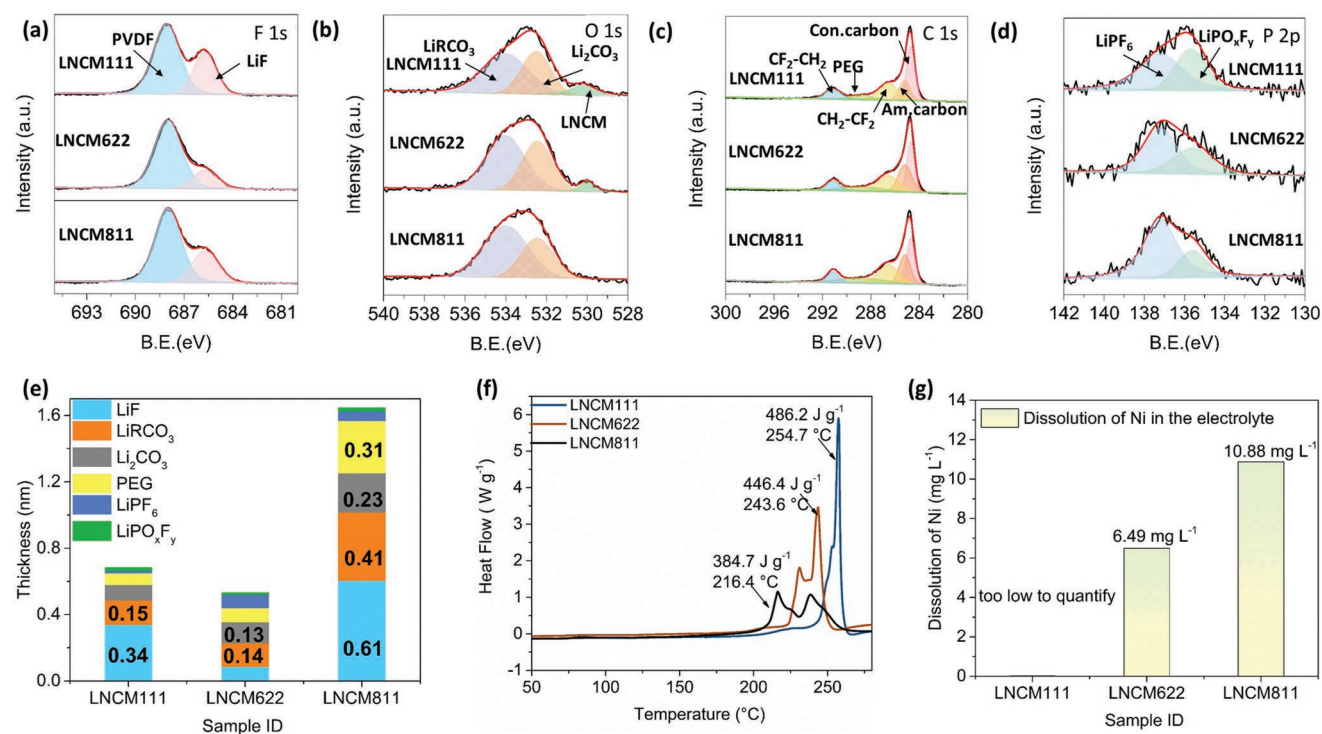 (a)
F 1s
PVDF
LiF
LNCM111
LNCM622
LNCM811
Intensity (a.u.)
693 690 687 684 681
B.E.(eV)
(b)
O 1s
LiRCO3
Li2CO3
LNCM111
LNCM
LNCM622
LNCM811
Intensity (a.u.)
540 538 536 534 532 530 528
B.E.(eV)
(c)
C 1s
Con.carbon
CF2-CH2 PEG
LNCM111
CH2-CF2
Am.carbon
LNCM622
LNCM811
Intensity (a.u.)
300 296 292 288 284 280
B.E.(eV)
(d)
P 2p
LiPF6
LiPOxFy
LNCM111
LNCM622
LNCM811
Intensity (a.u.)
142 140 138 136 134 132 130
B.E.(eV)
(e)
LiF
LiRCO3
Li2CO3
PEG
LiPF6
LiPOxFy
Thickness (nm)
1.6
1.2
0.8
0.4
0.0
0.15
0.34
0.13
0.14
0.31
0.23
0.41
0.61
LNCM111 LNCM622 LNCM811
Sample ID
(f)
LNCM111
LNCM622
LNCM811
486.2 J g-1
254.7 °C
446.4 J g-1
243.6 °C
384.7 J g-1
216.4 °C
Heat Flow ( W g-1)
6
5
4
3
2
1
0
-1
50 100 150 200 250
Temperature (°C)
(g)
Dissolution of Ni in the electrolyte
10.88 mg L-1
6.49 mg L-1
too low to quantify
Dissolution of Ni (mg L-1)
14
12
10
8
6
4
2
0
LNCM111 LNCM622 LNCM811
Sample ID